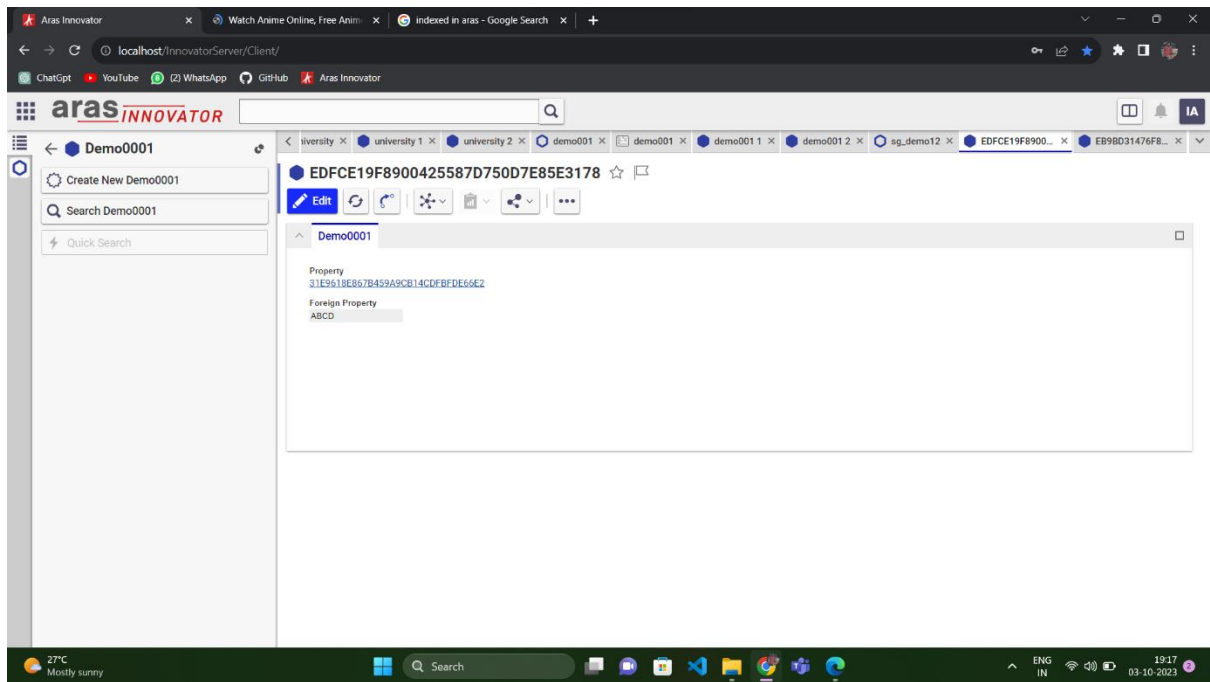 Aras Innovator
Watch Anime Online, Free Anim
indexed in aras - Google Search
localhost/InnovatorServer/Client/
ChatGpt
YouTube
(2) WhatsApp
GitHub
Aras Innovator
aras INNOVATOR
IA
Demo0001
iversity
university 1
university 2
demo001
demo001
demo001 1
demo001 2
sg_demo12
EDFCE19F8900...
EB9BD31476F8...
Create New Demo0001
Search Demo0001
Quick Search
EDFCE19F8900425587D750D7E85E3178
Edit
Demo0001
Property
31E9618E867B459A9CB14CDFBFDE66E2
Foreign Property
ABCD
27°C
Mostly sunny
Search
ENG
IN
19:17
03-10-2023
2